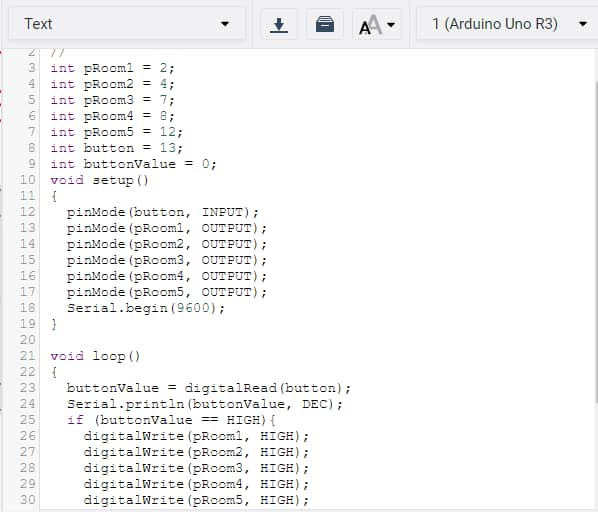 Text
1 (Arduino Uno R3)
2 //
3 int pRoom1 = 2;
4 int pRoom2 = 4;
5 int pRoom3 = 7;
6 int pRoom4 = 8;
7 int pRoom5 = 12;
8 int button = 13;
9 int buttonValue = 0;
10 void setup()
11 {
12 pinMode(button, INPUT);
13 pinMode(pRoom1, OUTPUT);
14 pinMode(pRoom2, OUTPUT);
15 pinMode(pRoom3, OUTPUT);
16 pinMode(pRoom4, OUTPUT);
17 pinMode(pRoom5, OUTPUT);
18 Serial.begin(9600);
19 }
20
21 void loop()
22 {
23 buttonValue = digitalRead(button);
24 Serial.println(buttonValue, DEC);
25 if (buttonValue == HIGH){
26 digitalWrite(pRoom1, HIGH);
27 digitalWrite(pRoom2, HIGH);
28 digitalWrite(pRoom3, HIGH);
29 digitalWrite(pRoom4, HIGH);
30 digitalWrite(pRoom5, HIGH);